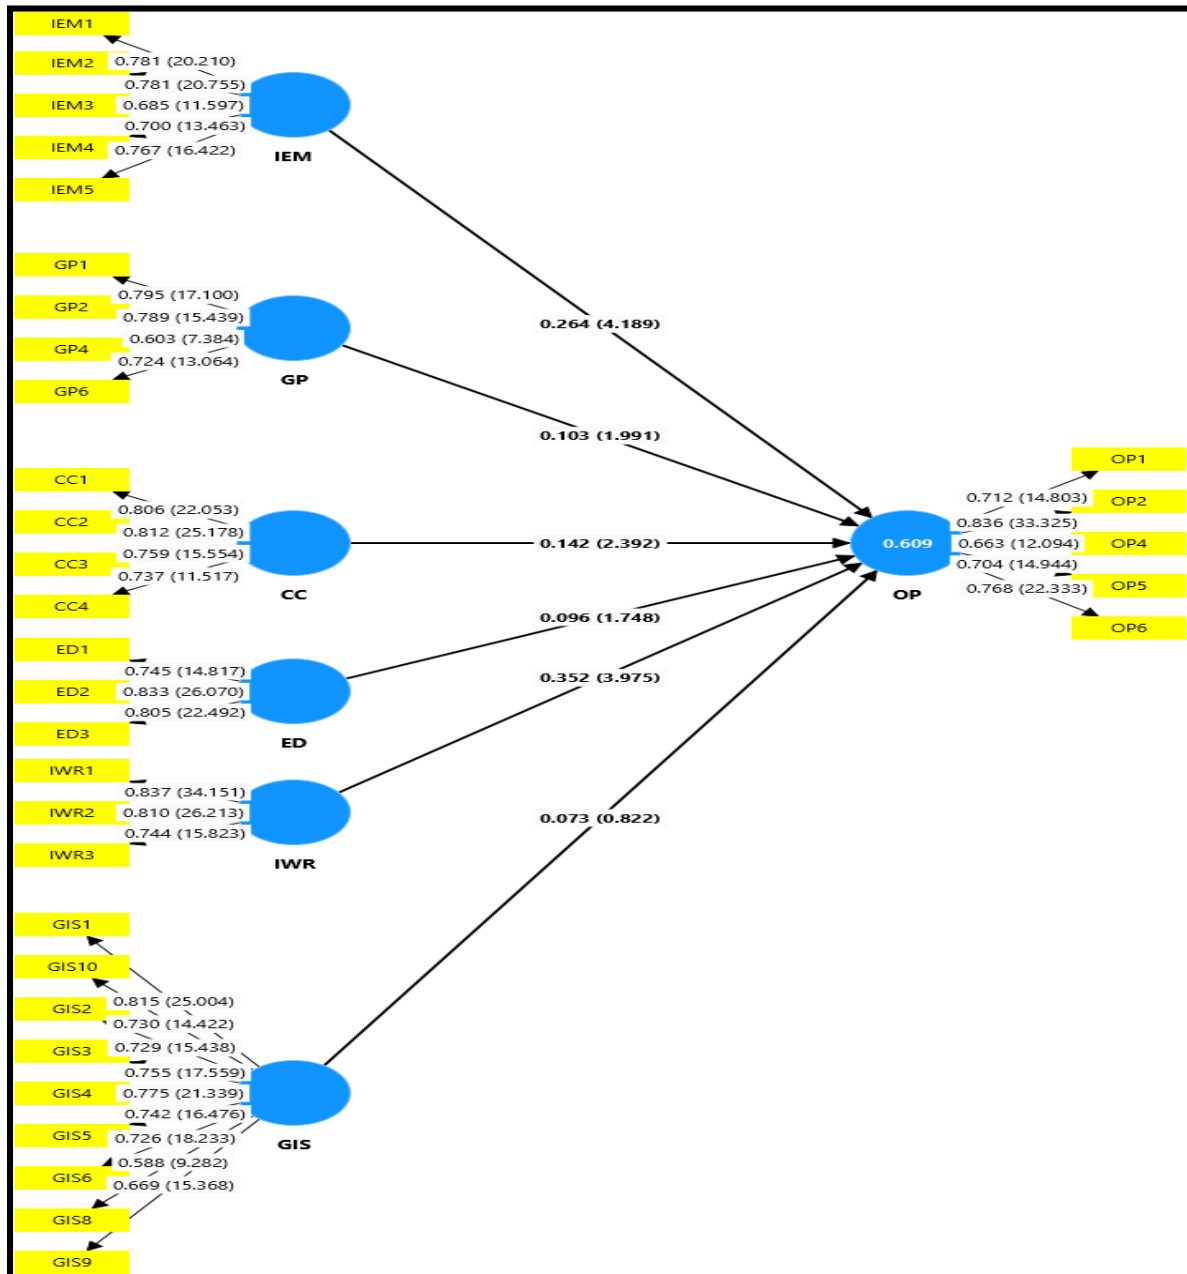 IEM1
0.781 (20.210)
IEM2
0.781 (20.755)
IEM3
0.685 (11.597)
0.700 (13.463)
IEM4
0.767 (16.422)
IEM
IEM5
GP1
0.795 (17.100)
GP2
0.789 (15.439)
0.603 (7.384)
GP4
0.724 (13.064)
GP
GP6
0.264 (4.189)
0.103 (1.991)
CC1
0.806 (22.053)
CC2
0.812 (25.178)
0.759 (15.554)
CC3
0.737 (11.517)
CC
CC4
0.142 (2.392)
OP1
0.712 (14.803)
OP2
0.836 (33.325)
0.609
0.663 (12.094)
OP4
0.704 (14.944)
OP5
0.768 (22.333)
OP
OP6
ED1
0.745 (14.817)
ED2
0.833 (26.070)
0.805 (22.492)
ED3
ED
0.096 (1.748)
0.352 (3.975)
IWR1
0.837 (34.151)
IWR2
0.810 (26.213)
0.744 (15.823)
IWR3
IWR
0.073 (0.822)
GIS1
GIS10
0.815 (25.004)
GIS2
0.730 (14.422)
0.729 (15.438)
GIS3
0.755 (17.559)
GIS4
0.775 (21.339)
0.742 (16.476)
GIS5
0.726 (18.233)
GIS
0.588 (9.282)
GIS6
0.669 (15.368)
GIS8
GIS9